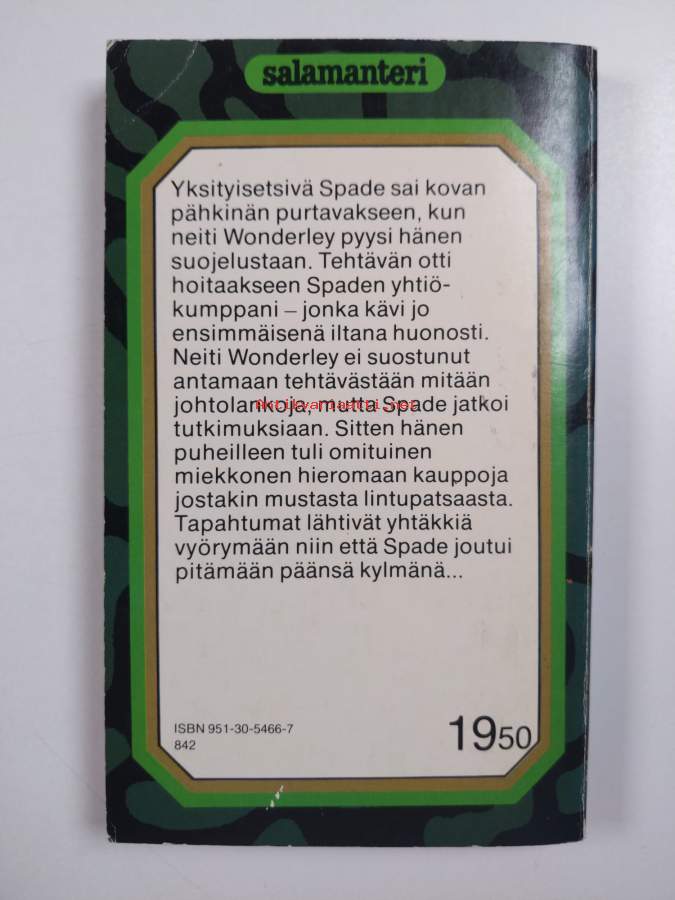 salamanteri
Yksityisetsivä Spade sai kovan
pähkinän purtavakseen, kun
neiti Wonderley pyysi hänen
suojelustaan. Tehtävän otti
hoitaakseen Spaden yhtiö-
kumppani – jonka kävi jo
ensimmäisenä iltana huonosti.
Neiti Wonderley ei suostunut
antamaan tehtävästään mitään
johtolankoja, mutta Spade jatkoi
Antikvariaatti.net
tutkimuksiaan. Sitten hänen
puheilleen tuli omituinen
miekkonen hieromaan kauppoja
jostakin mustasta lintupatsaasta.
Tapahtumat lähtivät yhtäkkiä
vyörymään niin että Spade joutui
pitämään päänsä kylmänä...
ISBN 951-30-5466-7
842
1950